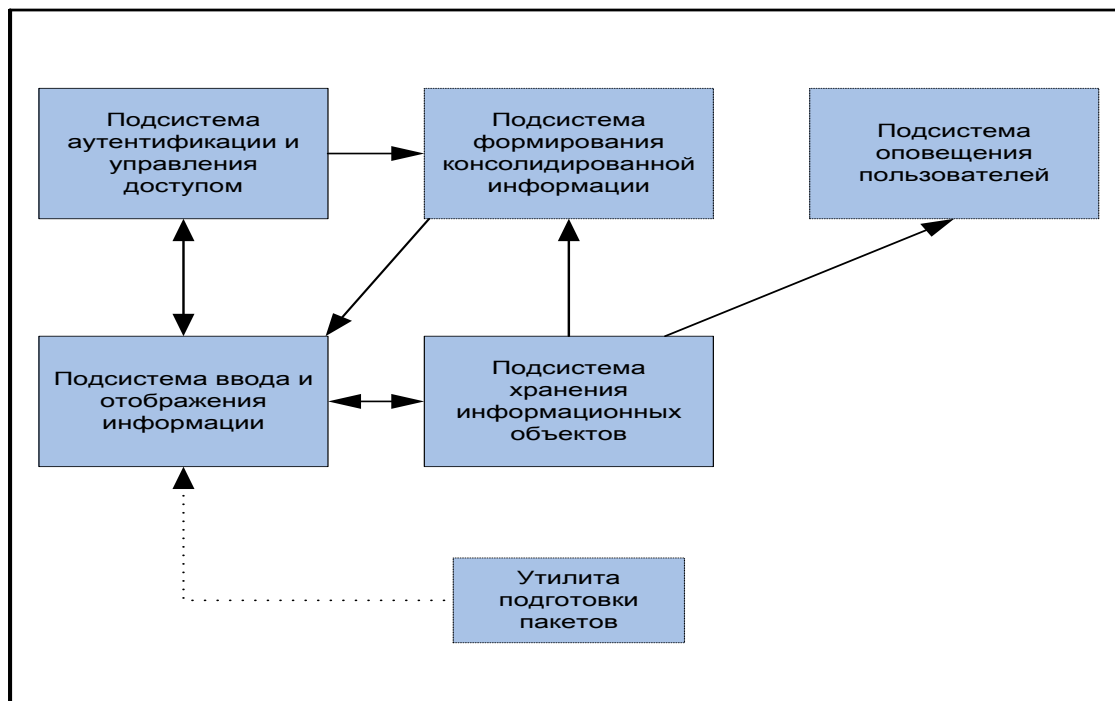 Подсистема
аутентификации и
управления
доступом
Подсистема
формирования
консолидированной
информации
Подсистема
оповещения
пользователей
Подсистема ввода и
отображения
информации
Подсистема
хранения
информационных
объектов
Утилита
подготовки
пакетов